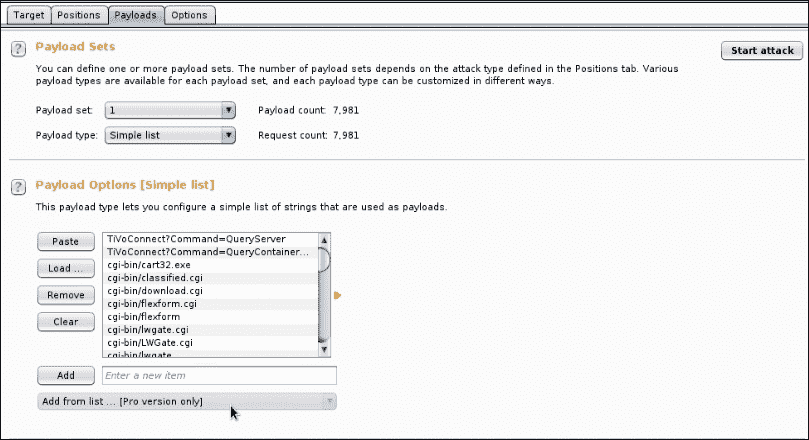 Target Positions Payloads Options
? Payload Sets
Start attack
You can define one or more payload sets. The number of payload sets depends on the attack type defined in the Positions tab. Various
payload types are available for each payload set, and each payload type can be customized in different ways.
Payload set: 1 Payload count: 7,981
Payload type: Simple list Request count: 7,981
? Payload Options [Simple list]
This payload type lets you configure a simple list of strings that are used as payloads.
Paste
Load ...
Remove
Clear
TiVoConnect?Command=QueryServer
TiVoConnect?Command=QueryContainer...
cgi-bin/cart32.exe
cgi-bin/classified.cgi
cgi-bin/download.cgi
cgi-bin/flexform.cgi
cgi-bin/flexform
cgi-bin/lwgate.cgi
cgi-bin/LWGate.cgi
cgi-bin/lwgate
Add Enter a new item
Add from list ... [Pro version only]